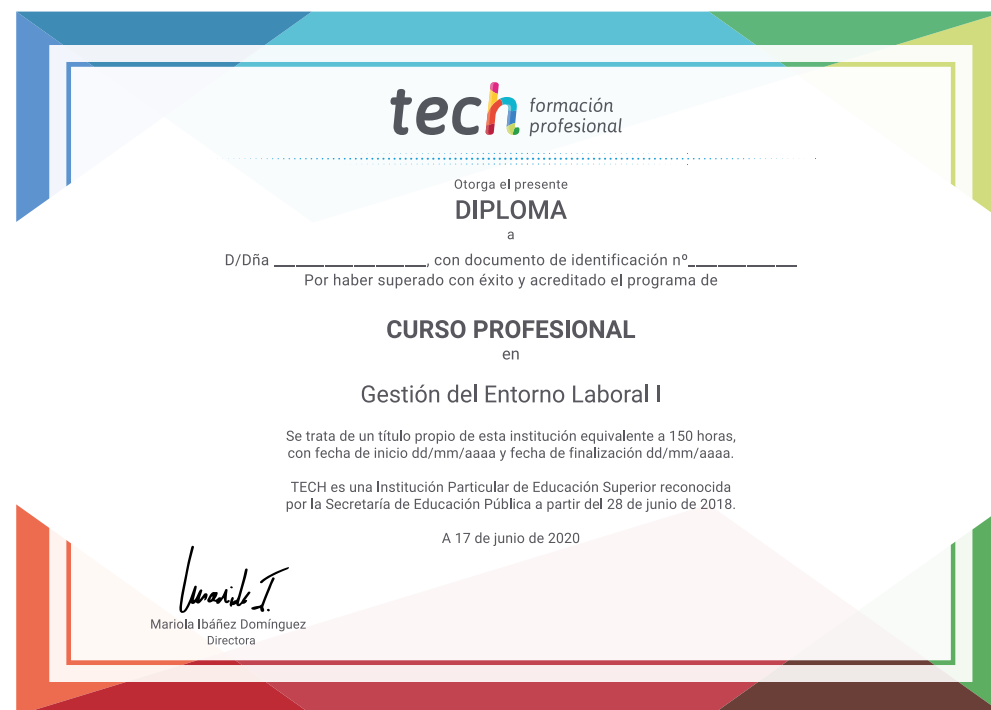 tech formación
profesional
Otorga el presente
DIPLOMA
a
D/Dña ____________________, con documento de identificación nº______________
Por haber superado con éxito y acreditado el programa de
CURSO PROFESIONAL
en
Gestión del Entorno Laboral I
Se trata de un título propio de esta institución equivalente a 150 horas,
con fecha de inicio dd/mm/aaaa y fecha de finalización dd/mm/aaaa.
TECH es una Institución Particular de Educación Superior reconocida
por la Secretaría de Educación Pública a partir del 28 de junio de 2018.
A 17 de junio de 2020
Mariola Ibáñez Domínguez
Directora